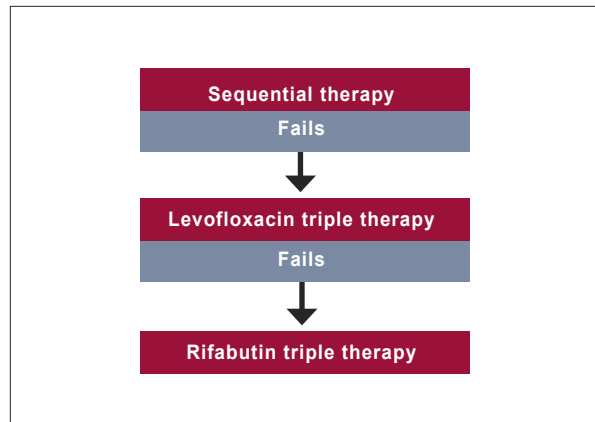 Sequential therapy
Fails
Levofloxacin triple therapy
Fails
Rifabutin triple therapy